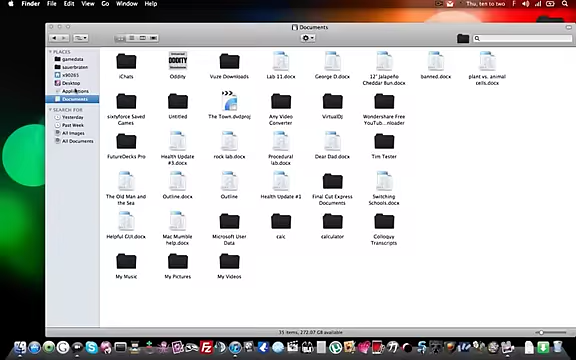 Finder File Edit View Go Window Help
Thu, ten to two
Documents
PLACES
gamedata
sauerbraten
x90265
Desktop
Applications
Documents
SEARCH FOR
Yesterday
Past Week
All Images
All Documents
iChats
Oddity
Vuze Downloads
Lab 11.docx
George D.docx
12" Jalapeño
Cheddar Bun.docx
banned.docx
plant vs. animal
cells.docx
sixtyforce Saved
Games
Untitled
The Town.dvdproj
Any Video
Converter
VirtualDJ
Wondershare Free
YouTub...nloader
FutureDecks Pro
Health Update
#3.docx
rock lab.docx
Procedural
lab.docx
Dear Dad.docx
Tim Tester
The Old Man and
the Sea
Outline.docx
Outline
Health Update #1
Final Cut Express
Documents
Switching
Schools.docx
Helpful GUI.docx
Mac Mumble
help.docx
Microsoft User
Data
calc
calculator
Colloquy
Transcripts
My Music
My Pictures
My Videos
35 items, 272.07 GB available